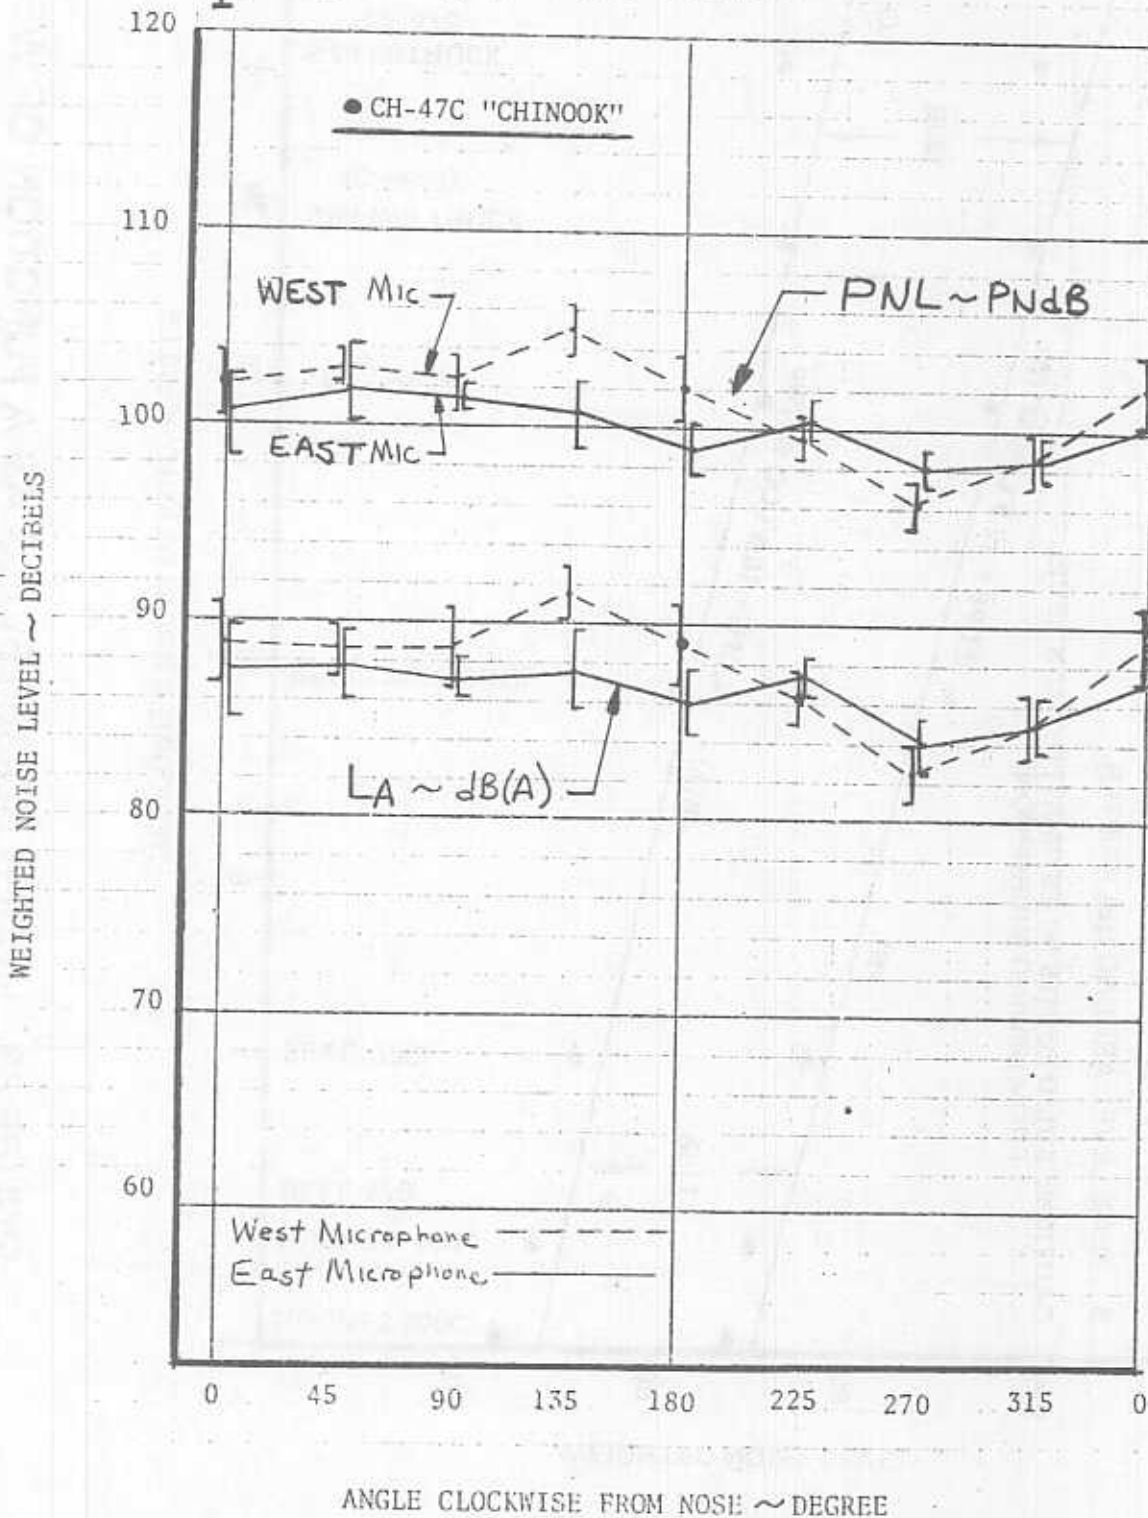 120
• CH-47C "CHINOOK"
110
WEST MIC
PNL ~ PNdB
100
EAST MIC
90
LA ~ dB(A)
80
70
60
West Microphone
East Microphone
WEIGHTED NOISE LEVEL ~ DECIBELS
0 45 90 135 180 225 270 315 0
ANGLE CLOCKWISE FROM NOSE ~ DEGREE